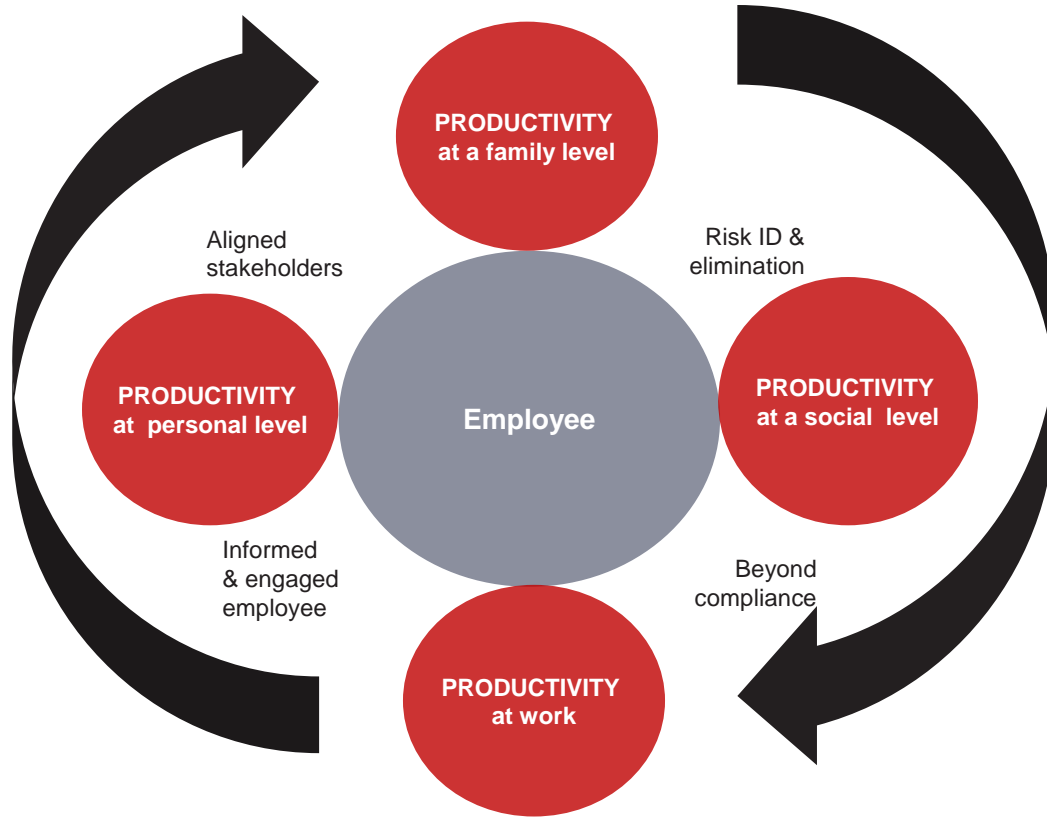 PRODUCTIVITY
at a family level
Aligned
stakeholders
Risk ID &
elimination
PRODUCTIVITY
at personal level
Employee
PRODUCTIVITY
at a social level
Informed
& engaged
employee
Beyond
compliance
PRODUCTIVITY
at work